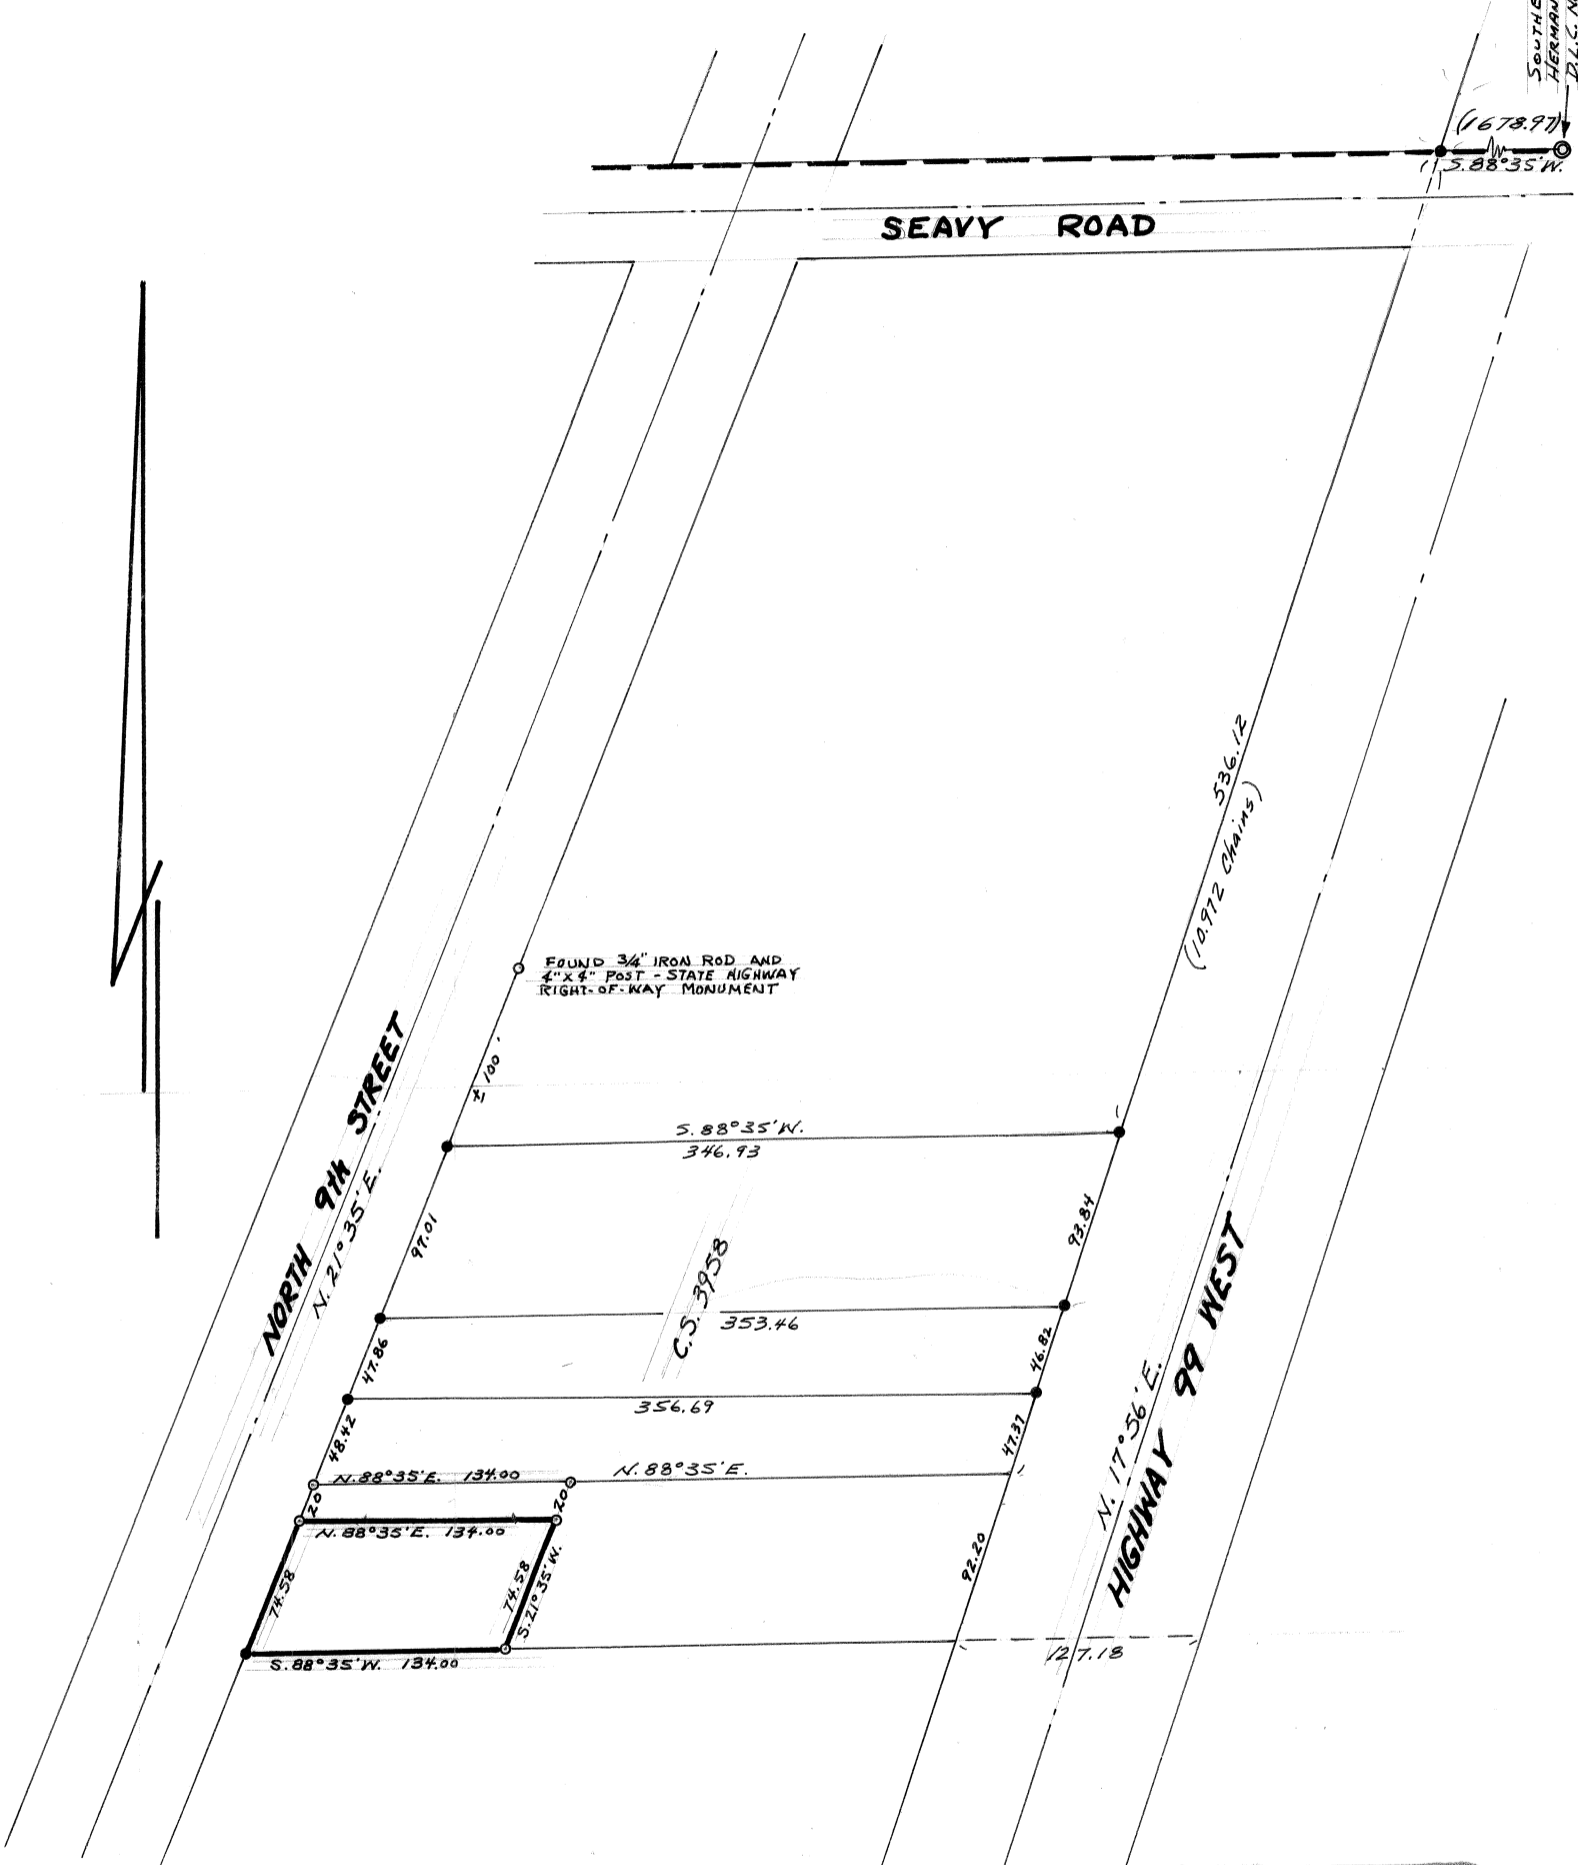 SOUTHE
HERMAN
D.L.C. N
(1678.97)
S.88°35'W.
SEAVY ROAD
536.12
(10.972 Chains)
FOUND 3/4" IRON ROD AND
4"X 4" POST - STATE HIGHWAY
RIGHT-OF-WAY MONUMENT
± 100'
NORTH 9th STREET
N. 21°35'E.
S. 88°35'W.
346.93
97.01
93.84
C.S. 3958
353.46
47.86
46.82
356.69
48.42
47.37
N. 88°35'E. 134.00
N. 88°35'E.
20
20
N. 88°35'E. 134.00
74.58
74.58
S. 21°35'W.
92.20
N. 17°56'E.
HIGHWAY 99 WEST
S. 88°35'W. 134.00
127.18